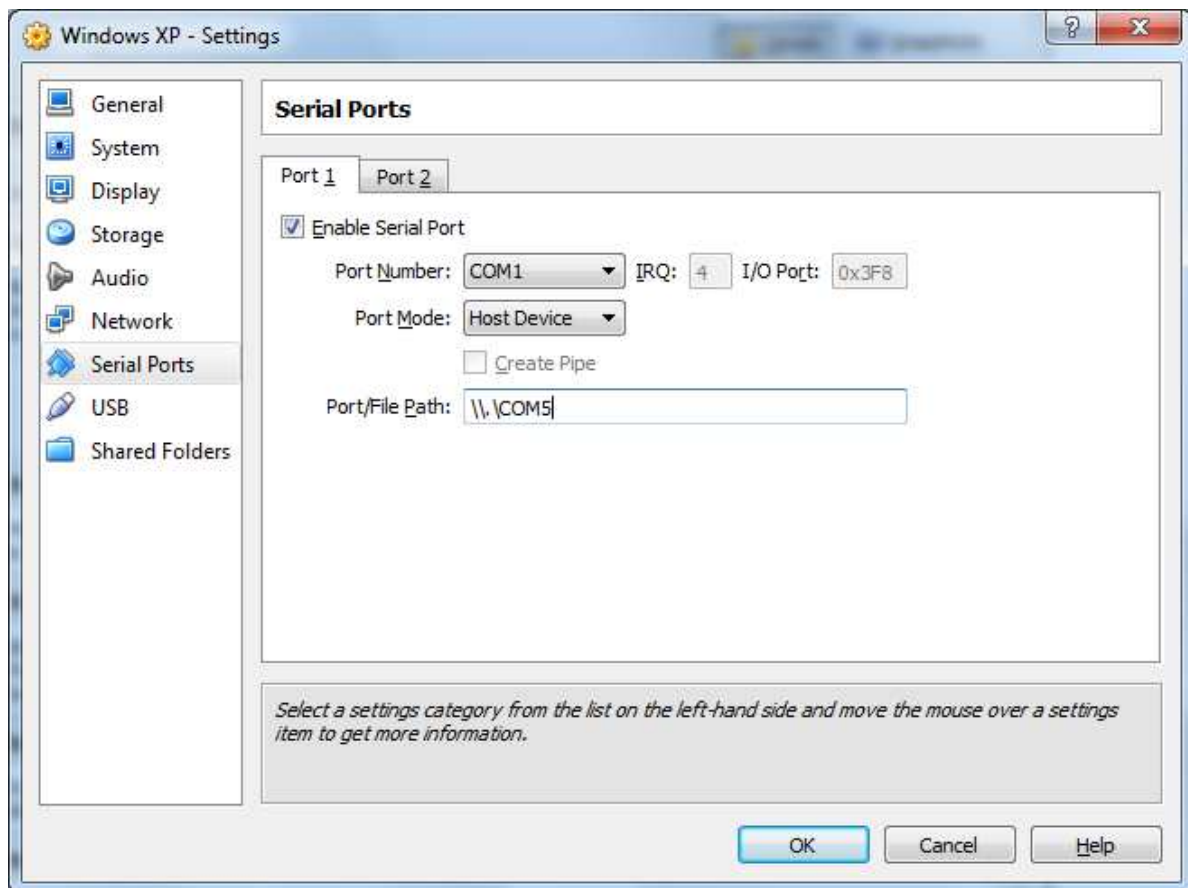 Windows XP - Settings
General
System
Display
Storage
Audio
Network
Serial Ports
USB
Shared Folders
Serial Ports
Port 1 Port 2
Enable Serial Port
Port Number: COM1 IRQ: 4 I/O Port: 0x3F8
Port Mode: Host Device
Create Pipe
Port/File Path: \\.\COM5
Select a settings category from the list on the left-hand side and move the mouse over a settings
item to get more information.
OK Cancel Help